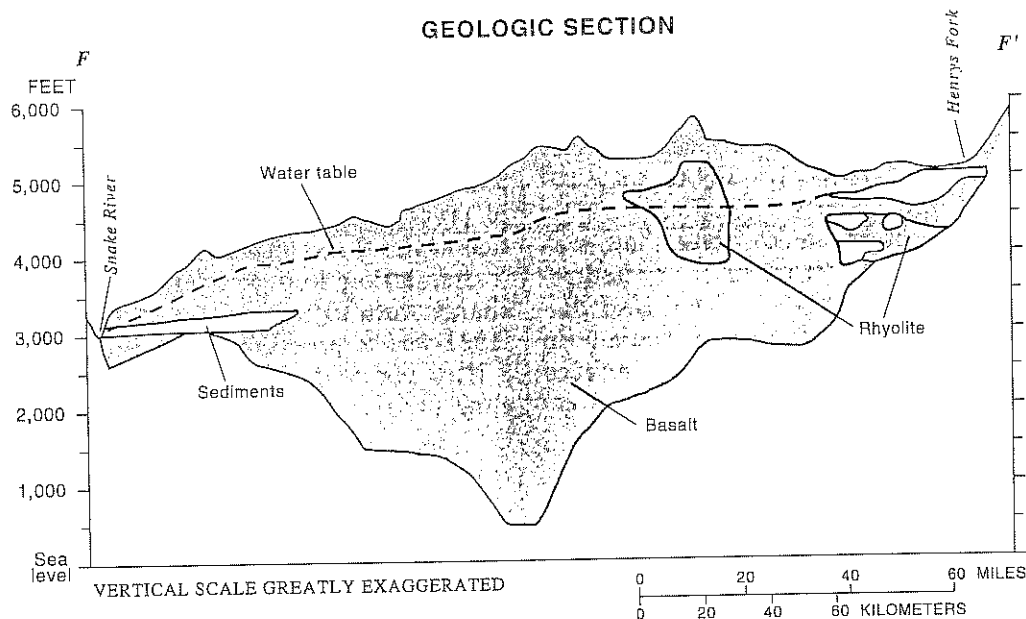 GEOLOGIC SECTION
F
F'
FEET
6,000
5,000
4,000
3,000
2,000
1,000
Sea
level
Snake River
Water table
Henrys Fork
Sediments
Rhyolite
Basalt
VERTICAL SCALE GREATLY EXAGGERATED
0 20 40 60 MILES
0 20 40 60 KILOMETERS